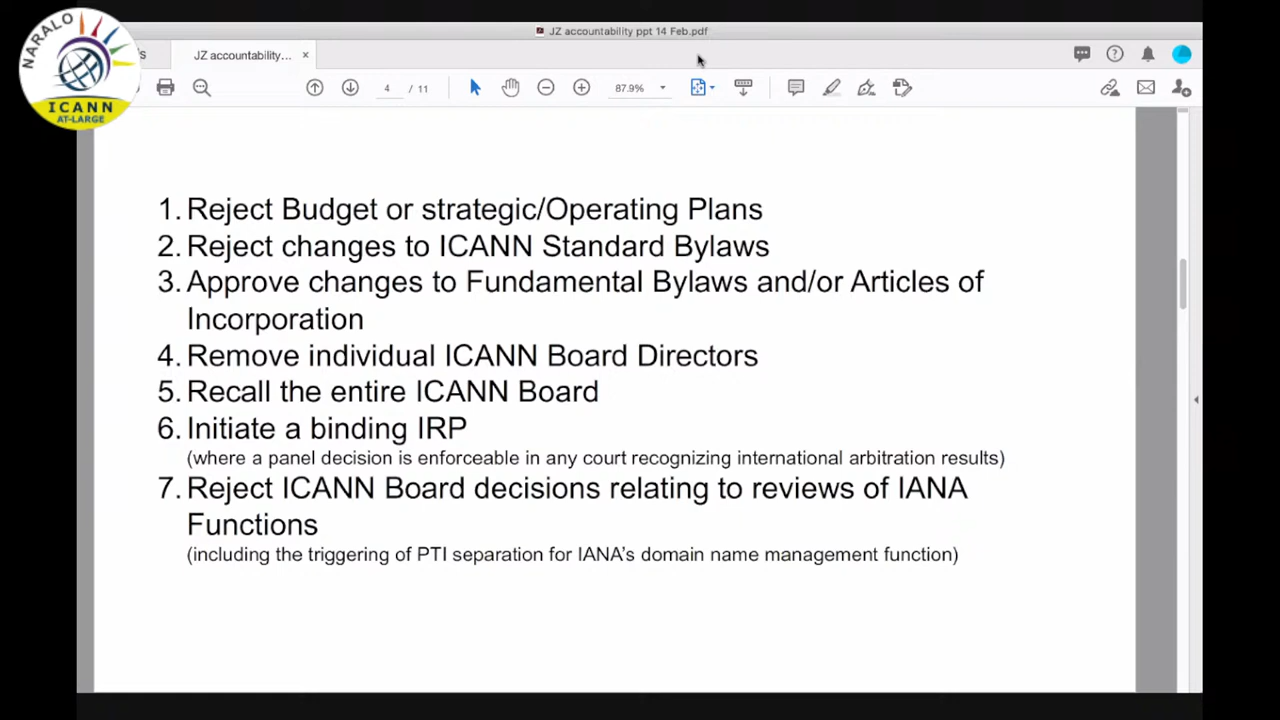 NARALO
ICANN
AT-LARGE
JZ accountability ppt 14 Feb.pdf
JZ accountability... ×
4 / 11
87.9%
1. Reject Budget or strategic/Operating Plans
2. Reject changes to ICANN Standard Bylaws
3. Approve changes to Fundamental Bylaws and/or Articles of
Incorporation
4. Remove individual ICANN Board Directors
5. Recall the entire ICANN Board
6. Initiate a binding IRP
(where a panel decision is enforceable in any court recognizing international arbitration results)
7. Reject ICANN Board decisions relating to reviews of IANA
Functions
(including the triggering of PTI separation for IANA’s domain name management function)